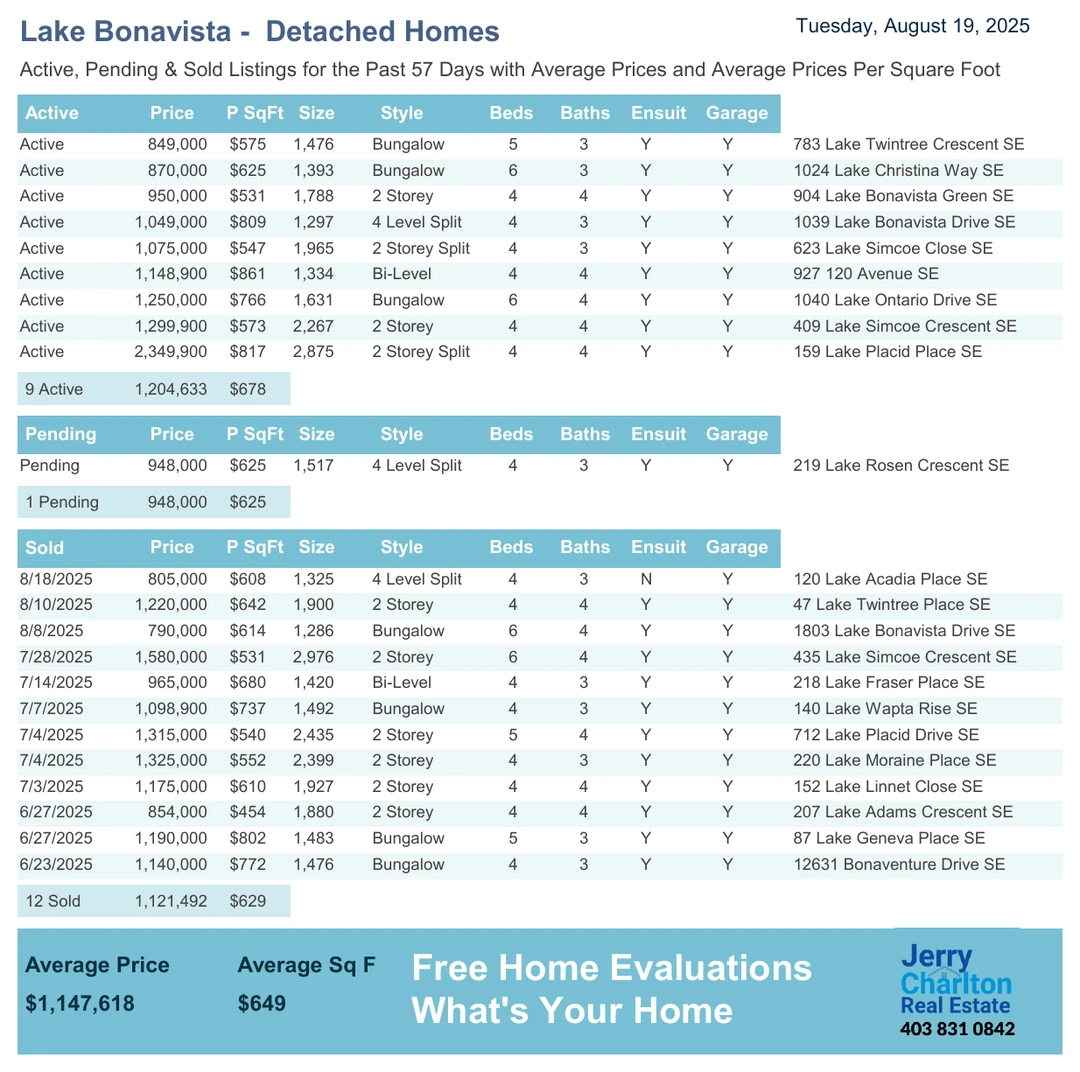 Lake Bonavista - Detached Homes
Tuesday, August 19, 2025
Active, Pending & Sold Listings for the Past 57 Days with Average Prices and Average Prices Per Square Foot
Active Price P SqFt Size Style Beds Baths Ensuit Garage
Active 849,000 $575 1,476 Bungalow 5 3 Y Y 783 Lake Twintree Crescent SE
Active 870,000 $625 1,393 Bungalow 6 3 Y Y 1024 Lake Christina Way SE
Active 950,000 $531 1,788 2 Storey 4 4 Y Y 904 Lake Bonavista Green SE
Active 1,049,000 $809 1,297 4 Level Split 4 3 Y Y 1039 Lake Bonavista Drive SE
Active 1,075,000 $547 1,965 2 Storey Split 4 3 Y Y 623 Lake Simcoe Close SE
Active 1,148,900 $861 1,334 Bi-Level 4 4 Y Y 927 120 Avenue SE
Active 1,250,000 $766 1,631 Bungalow 6 4 Y Y 1040 Lake Ontario Drive SE
Active 1,299,900 $573 2,267 2 Storey 4 4 Y Y 409 Lake Simcoe Crescent SE
Active 2,349,900 $817 2,875 2 Storey Split 4 4 Y Y 159 Lake Placid Place SE
9 Active 1,204,633 $678
Pending Price P SqFt Size Style Beds Baths Ensuit Garage
Pending 948,000 $625 1,517 4 Level Split 4 3 Y Y 219 Lake Rosen Crescent SE
1 Pending 948,000 $625
Sold Price P SqFt Size Style Beds Baths Ensuit Garage
8/18/2025 805,000 $608 1,325 4 Level Split 4 3 N Y 120 Lake Acadia Place SE
8/10/2025 1,220,000 $642 1,900 2 Storey 4 4 Y Y 47 Lake Twintree Place SE
8/8/2025 790,000 $614 1,286 Bungalow 6 4 Y Y 1803 Lake Bonavista Drive SE
7/28/2025 1,580,000 $531 2,976 2 Storey 6 4 Y Y 435 Lake Simcoe Crescent SE
7/14/2025 965,000 $680 1,420 Bi-Level 4 3 Y Y 218 Lake Fraser Place SE
7/7/2025 1,098,900 $737 1,492 Bungalow 4 3 Y Y 140 Lake Wapta Rise SE
7/4/2025 1,315,000 $540 2,435 2 Storey 5 4 Y Y 712 Lake Placid Drive SE
7/4/2025 1,325,000 $552 2,399 2 Storey 4 3 Y Y 220 Lake Moraine Place SE
7/3/2025 1,175,000 $610 1,927 2 Storey 4 4 Y Y 152 Lake Linnet Close SE
6/27/2025 854,000 $454 1,880 2 Storey 4 4 Y Y 207 Lake Adams Crescent SE
6/27/2025 1,190,000 $802 1,483 Bungalow 5 3 Y Y 87 Lake Geneva Place SE
6/23/2025 1,140,000 $772 1,476 Bungalow 4 3 Y Y 12631 Bonaventure Drive SE
12 Sold 1,121,492 $629
Average Price Average Sq F
$1,147,618 $649
Free Home Evaluations
What's Your Home
Jerry
Charlton
Real Estate
403 831 0842